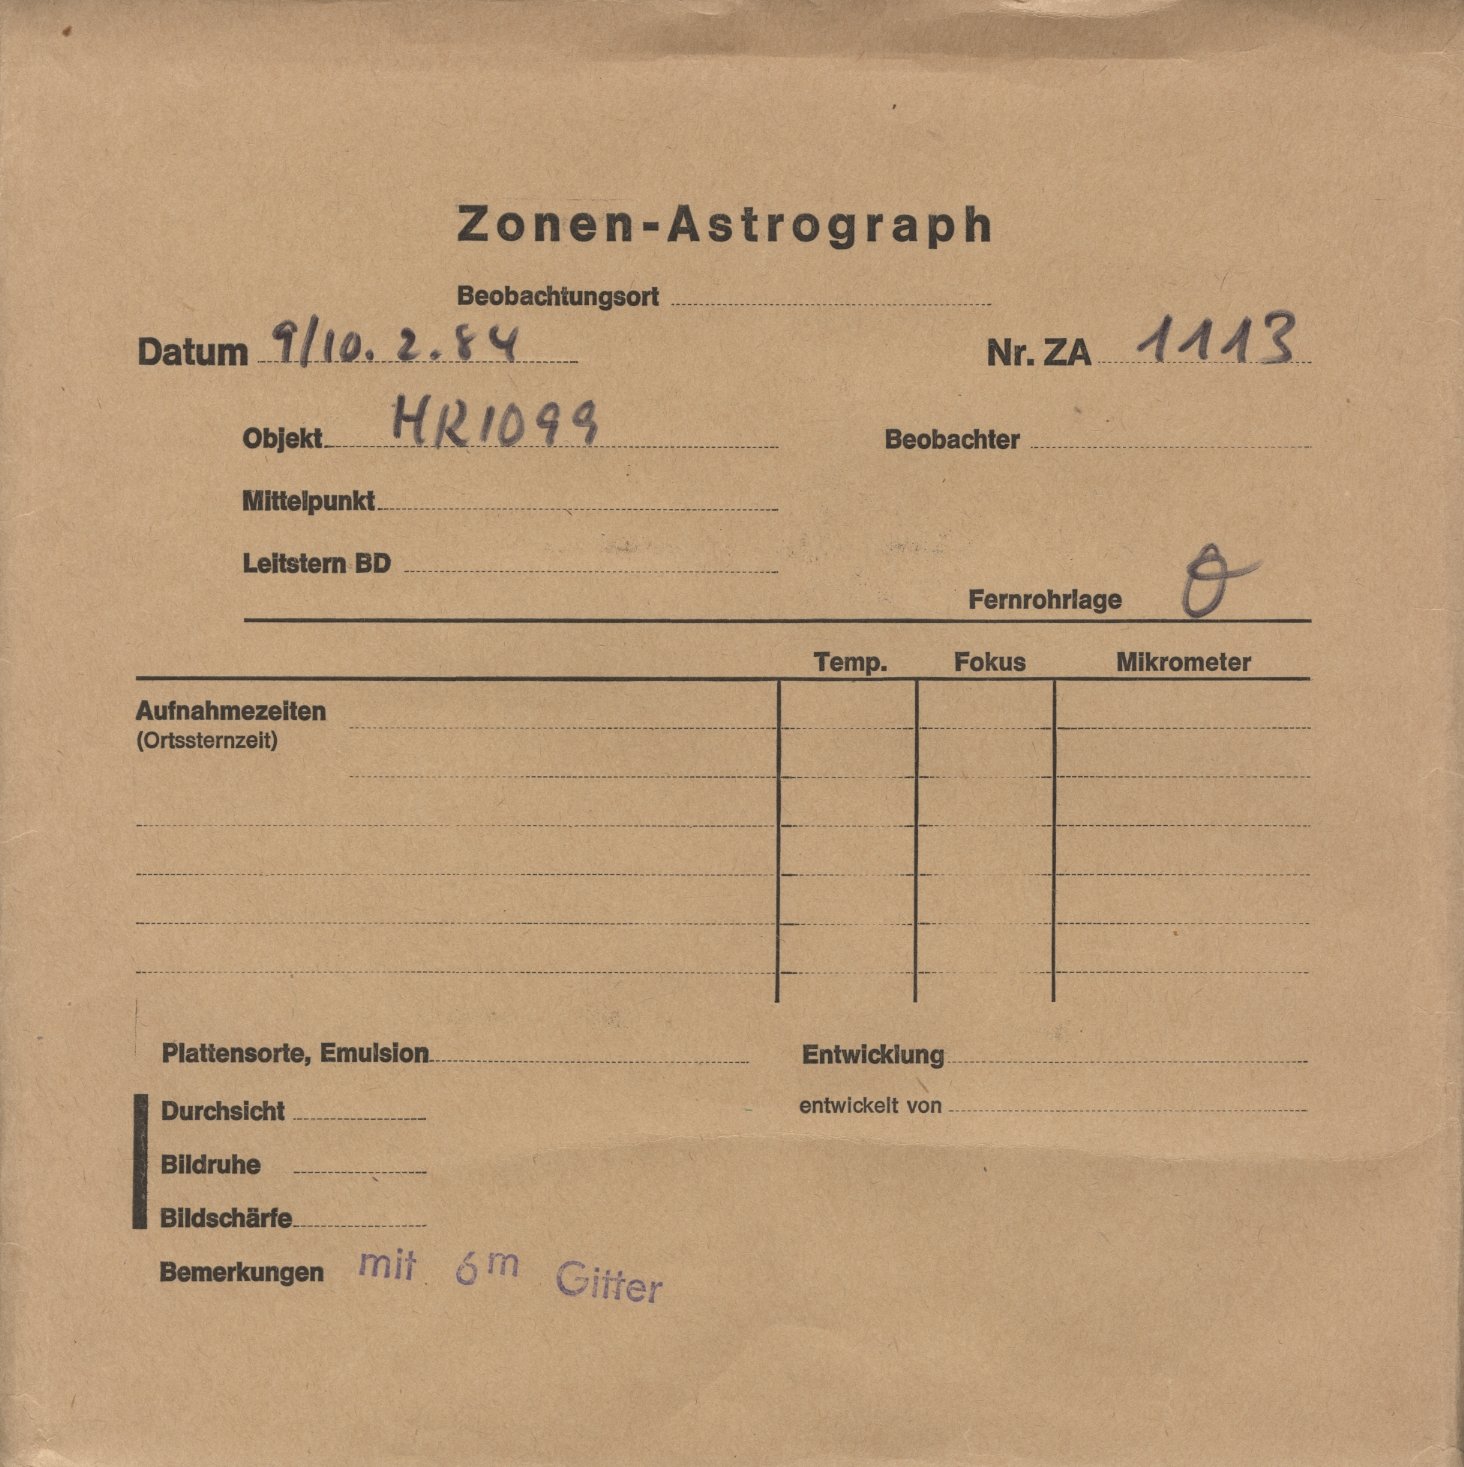 Zonen-Astrograph
Beobachtungsort
Datum 9/10. 2. 84 Nr. ZA 1113
Objekt HR1099 Beobachter
Mittelpunkt
Leitstern BD
Fernrohrlage O
Temp. Fokus Mikrometer
Aufnahmezeiten
(Ortssternzeit)
Plattensorte, Emulsion Entwicklung
Durchsicht entwickelt von
Bildruhe
Bildschärfe
Bemerkungen mit 6m Gitter